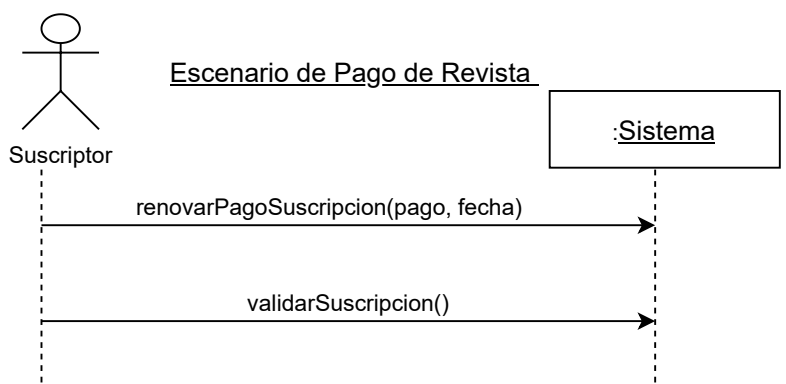 Escenario de Pago de Revista
:Sistema
Suscriptor
renovarPagoSuscripcion(pago, fecha)
validarSuscripcion()